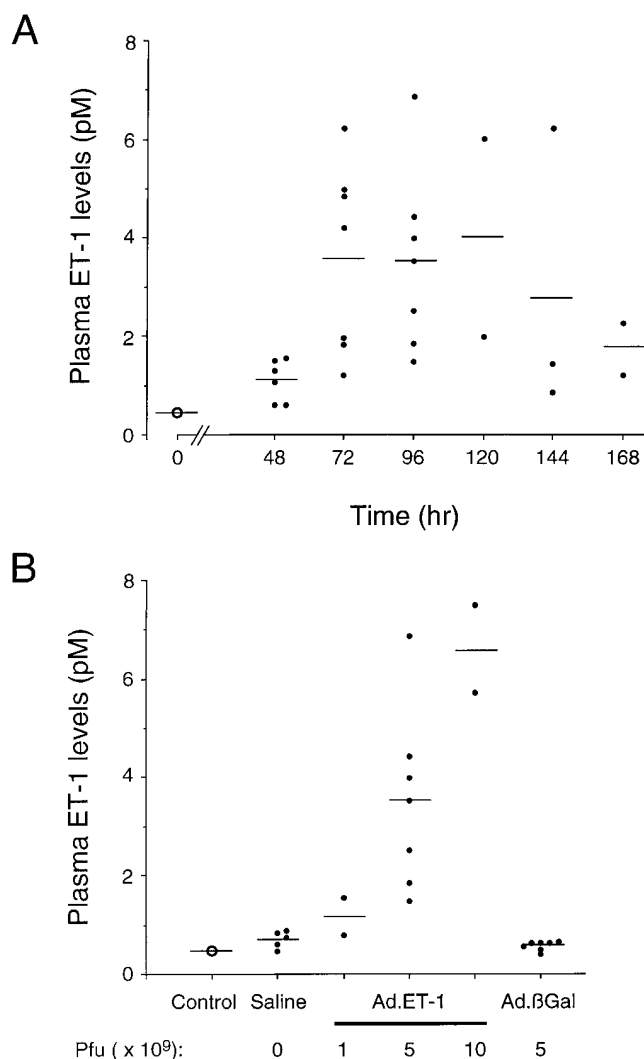 A
Plasma ET-1 levels (pM)
8
6
4
2
0
0 48 72 96 120 144 168
Time (hr)
B
Plasma ET-1 levels (pM)
8
6
4
2
0
Control Saline Ad.ET-1 Ad.βGal
Pfu ( x 10⁹): 0 1 5 10 5